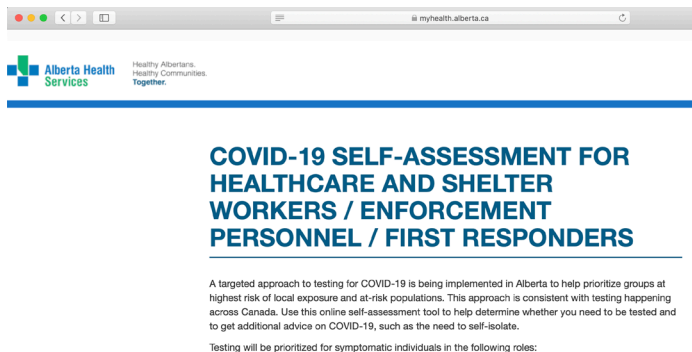 myhealth.alberta.ca
Alberta Health
Services
Healthy Albertans.
Healthy Communities.
Together.
COVID-19 SELF-ASSESSMENT FOR
HEALTHCARE AND SHELTER
WORKERS / ENFORCEMENT
PERSONNEL / FIRST RESPONDERS
A targeted approach to testing for COVID-19 is being implemented in Alberta to help prioritize groups at
highest risk of local exposure and at-risk populations. This approach is consistent with testing happening
across Canada. Use this online self-assessment tool to help determine whether you need to be tested and
to get additional advice on COVID-19, such as the need to self-isolate.
Testing will be prioritized for symptomatic individuals in the following roles: